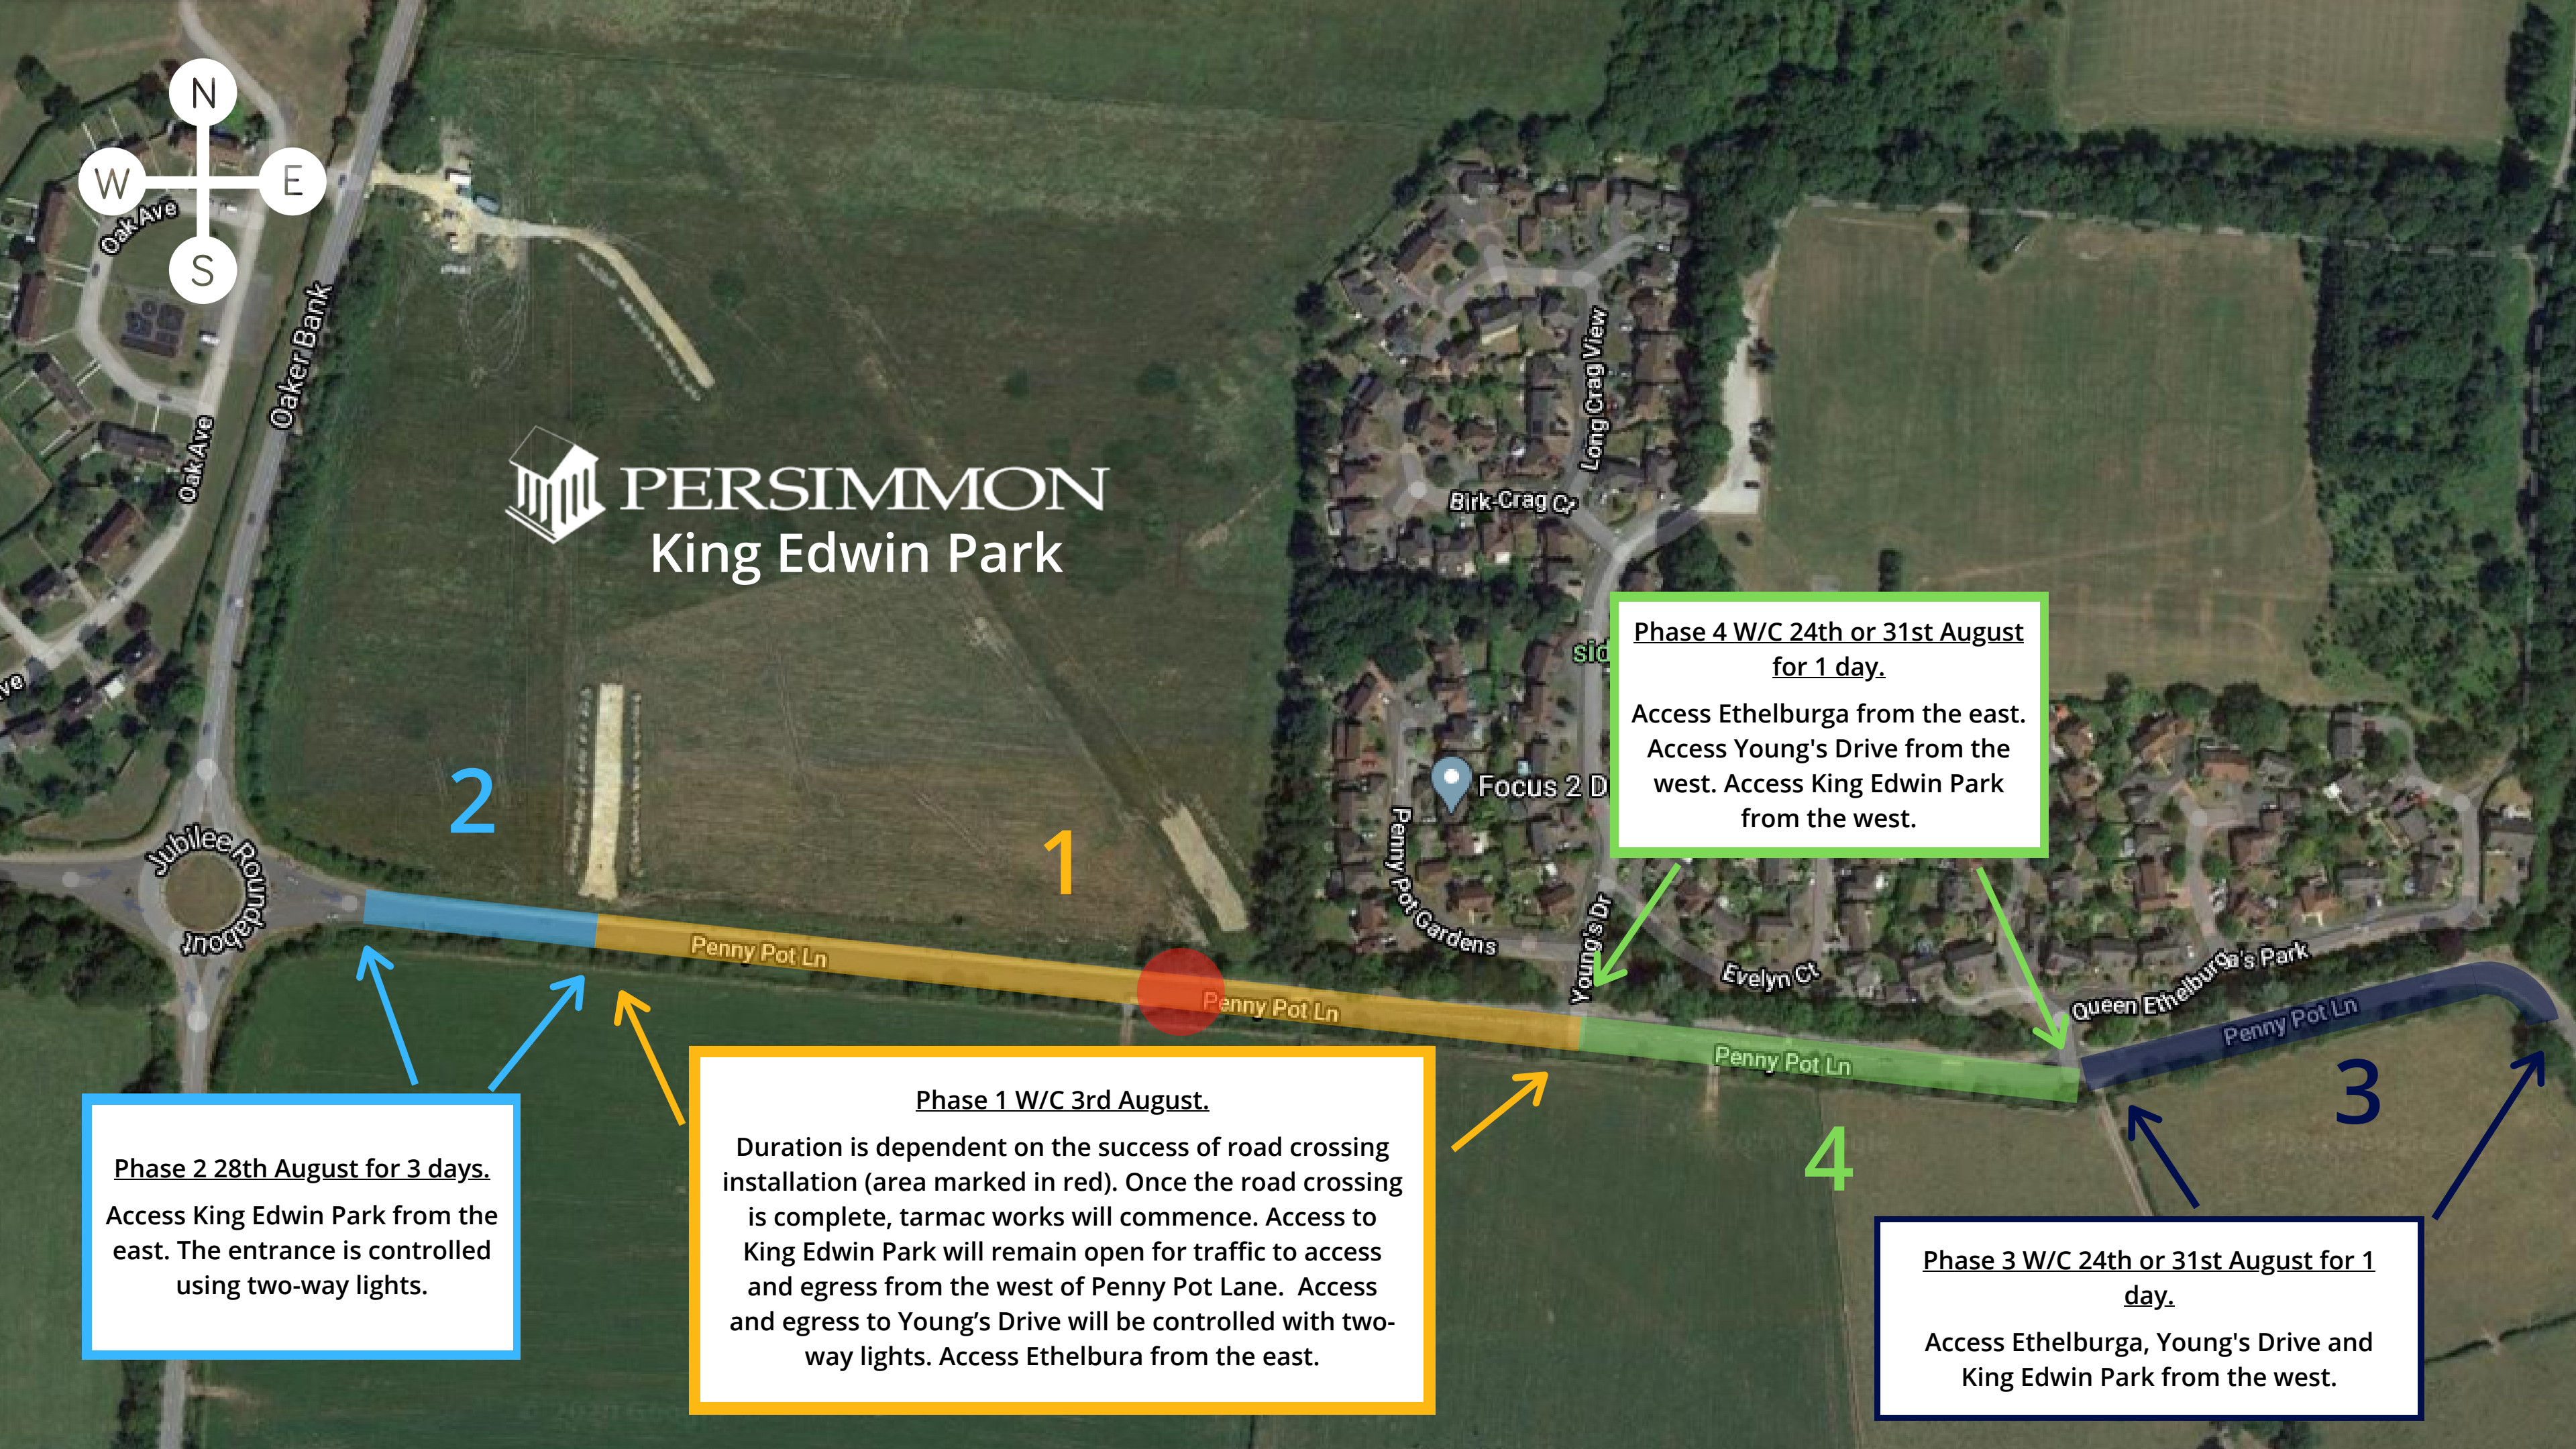 N
W
E
S
Oak Ave
Oaker Bank
Oak Ave
ve
PERSIMMON
King Edwin Park
Long Crag View
Birk Crag Cr
sid
Focus 2 D
Penny Pot Gardens
Young's Dr
Evelyn Ct
Queen Ethelburga's Park
Jubilee Roundabout
Penny Pot Ln
Penny Pot Ln
Penny Pot Ln
Penny Pot Ln
2
1
4
3
Phase 4 W/C 24th or 31st August
for 1 day.
Access Ethelburga from the east.
Access Young's Drive from the
west. Access King Edwin Park
from the west.
Phase 2 28th August for 3 days.
Access King Edwin Park from the
east. The entrance is controlled
using two-way lights.
Phase 1 W/C 3rd August.
Duration is dependent on the success of road crossing
installation (area marked in red). Once the road crossing
is complete, tarmac works will commence. Access to
King Edwin Park will remain open for traffic to access
and egress from the west of Penny Pot Lane.  Access
and egress to Young’s Drive will be controlled with two-
way lights. Access Ethelbura from the east.
Phase 3 W/C 24th or 31st August for 1
day.
Access Ethelburga, Young's Drive and
King Edwin Park from the west.